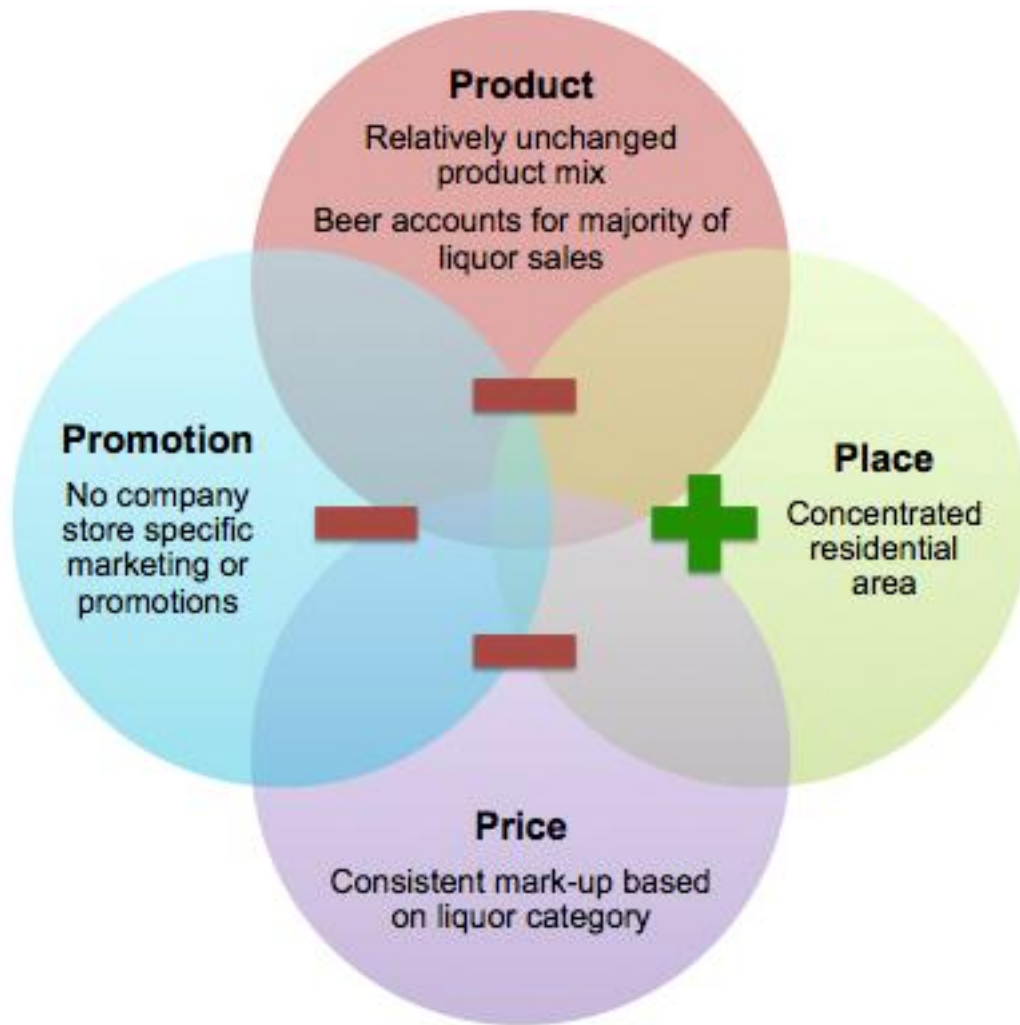 Product
Relatively unchanged
product mix
Beer accounts for majority of
liquor sales
Promotion
No company
store specific
marketing or
promotions
Place
Concentrated
residential
area
Price
Consistent mark-up based
on liquor category